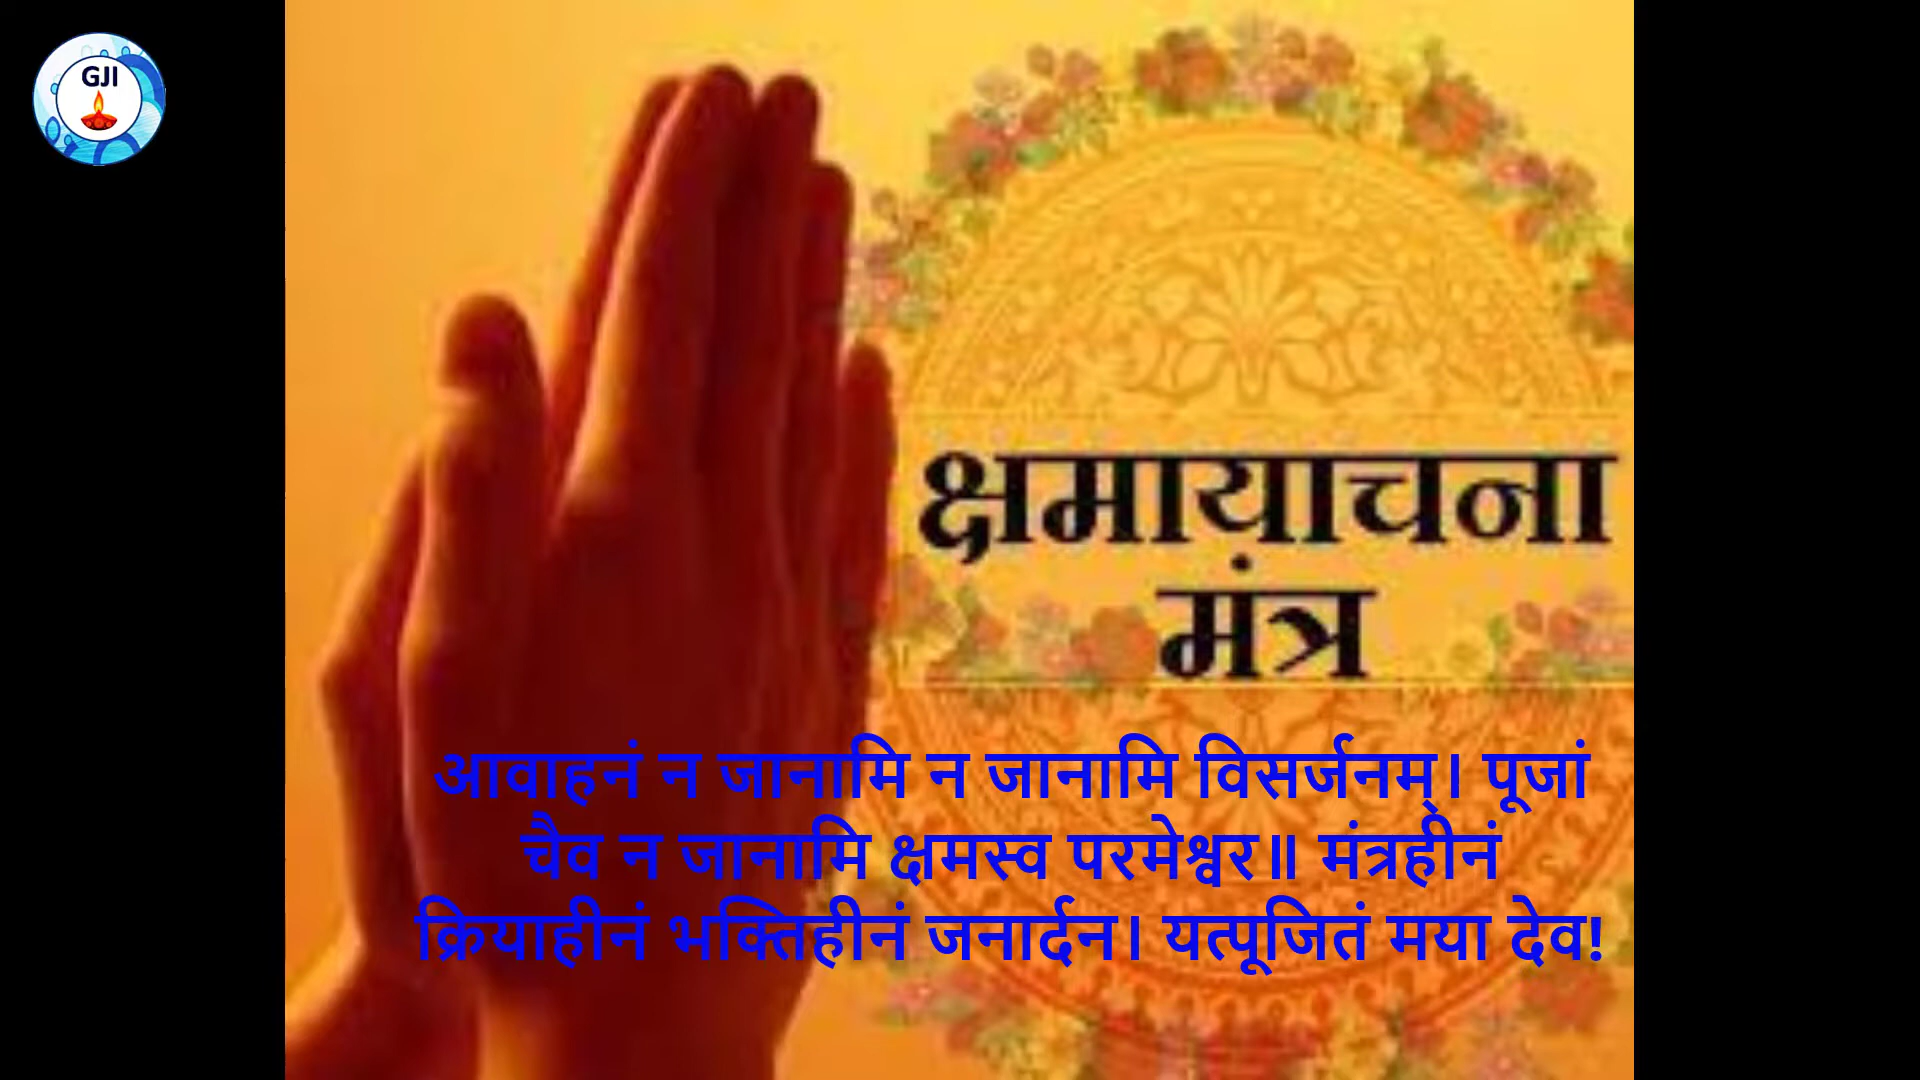 GJI
क्षमायाचना
मंत्र
आवाहनं न जानामि न जानामि विसर्जनम्। पूजां
चैव न जानामि क्षमस्व परमेश्वर॥ मंत्रहीनं
क्रियाहीनं भक्तिहीनं जनार्दन। यत्पूजितं मया देव!